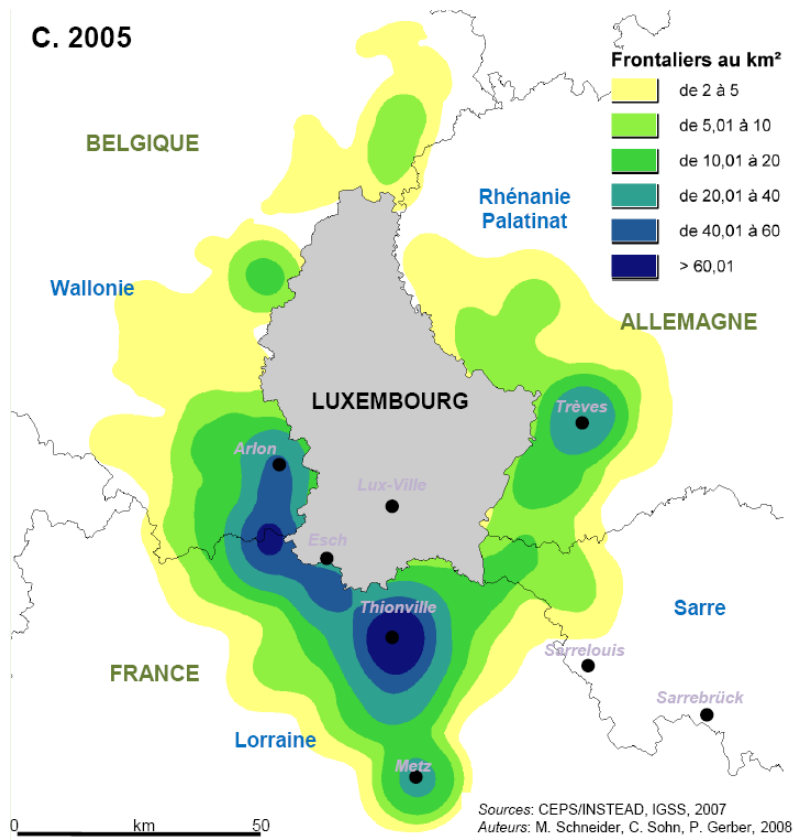 C. 2005
Frontaliers au km²
de 2 à 5
de 5,01 à 10
de 10,01 à 20
de 20,01 à 40
de 40,01 à 60
> 60,01
BELGIQUE
Rhénanie
Palatinat
Wallonie
ALLEMAGNE
LUXEMBOURG
Trèves
Arlon
Lux-Ville
Esch
Thionville
Sarre
Sarrelouis
FRANCE
Sarrebrück
Lorraine
Metz
0 km 50
Sources: CEPS/INSTEAD, IGSS, 2007
Auteurs: M. Schneider, C. Sohn, P. Gerber, 2008